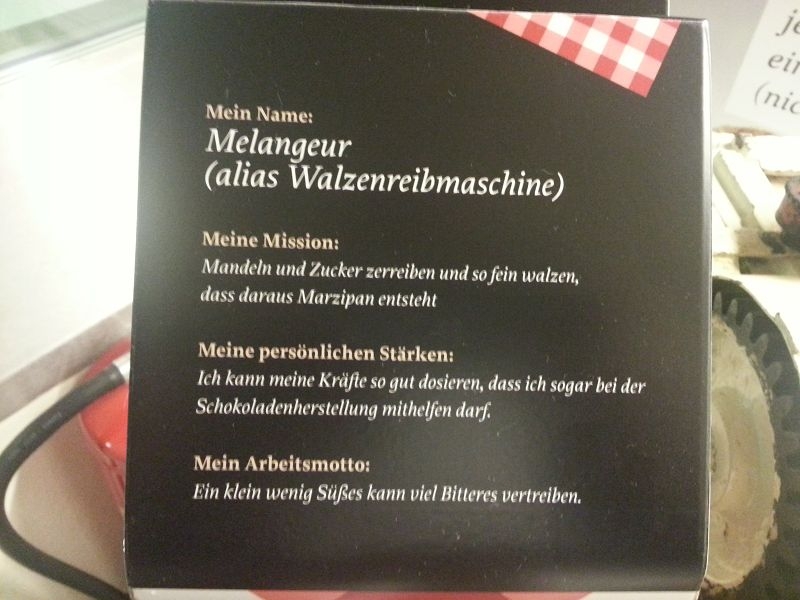 Mein Name:
Melangeur
(alias Walzenreibmaschine)
Meine Mission:
Mandeln und Zucker zerreiben und so fein walzen,
dass daraus Marzipan entsteht
Meine persönlichen Stärken:
Ich kann meine Kräfte so gut dosieren, dass ich sogar bei der
Schokoladenherstellung mithelfen darf.
Mein Arbeitsmotto:
Ein klein wenig Süßes kann viel Bitteres vertreiben.